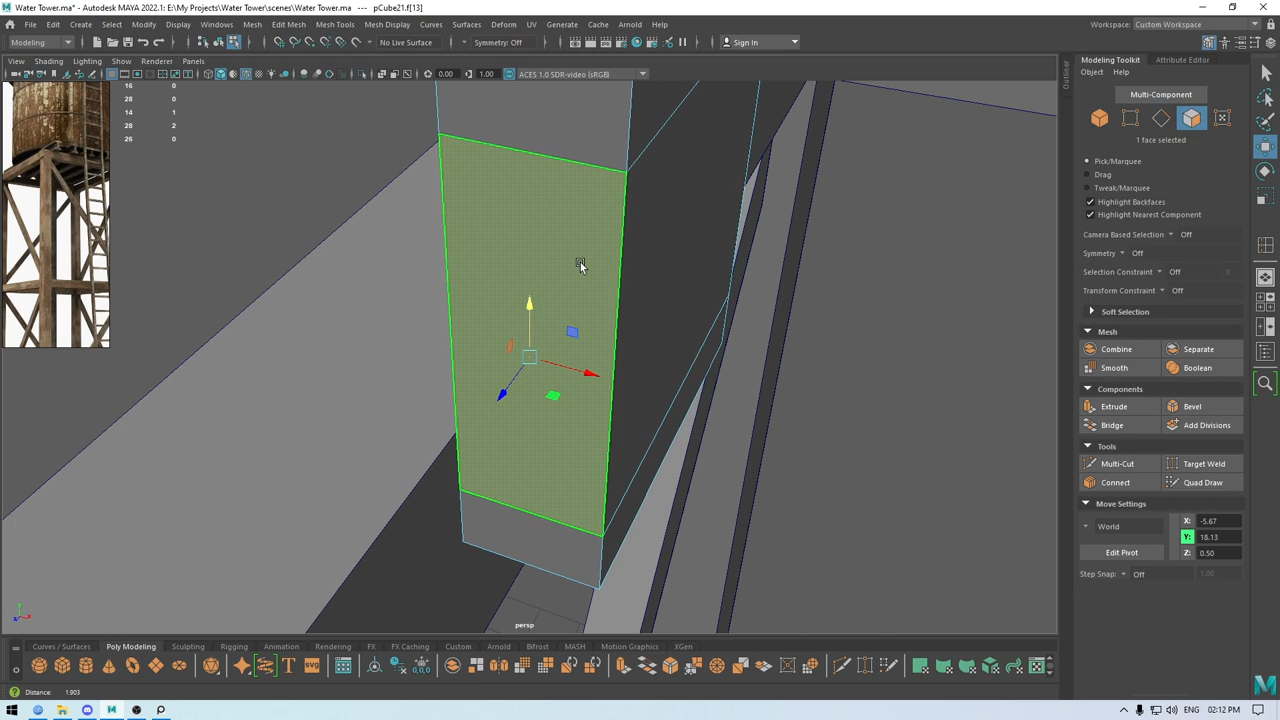 Water Tower.ma* - Autodesk MAYA 2022.1: E:\My Projects\Water Tower\scenes\Water Tower.ma --- pCube21.f[13]
File Edit Create Select Modify Display Windows Mesh Edit Mesh Mesh Tools Mesh Display Curves Surfaces Deform UV Generate Cache Arnold Help
Workspace: Custom Workspace
Modeling No Live Surface Symmetry: Off Sign In
View Shading Lighting Show Renderer Panels
0.00 1.00 ACES 1.0 SDR-video (sRGB)
16 0
28 0
14 1
28 2
26 0
persp
Outliner
Modeling Toolkit Attribute Editor
Object Help
Multi-Component
1 face selected
Pick/Marquee
Drag
Tweak/Marquee
Highlight Backfaces
Highlight Nearest Component
Camera Based Selection Off
Symmetry Off
Selection Constraint Off 0
Transform Constraint Off
Soft Selection
Mesh
Combine Separate
Smooth Boolean
Components
Extrude Bevel
Bridge Add Divisions
Tools
Multi-Cut Target Weld
Connect Quad Draw
Move Settings
World
X: -5.67
Y: 18.13
Z: 0.50
Edit Pivot
Step Snap: Off 1.00
Curves / Surfaces Poly Modeling Sculpting Rigging Animation Rendering FX FX Caching Custom Arnold Bifrost MASH Motion Graphics XGen
SVG
0,0,0
Distance: 1.903
ENG 02:12 PM